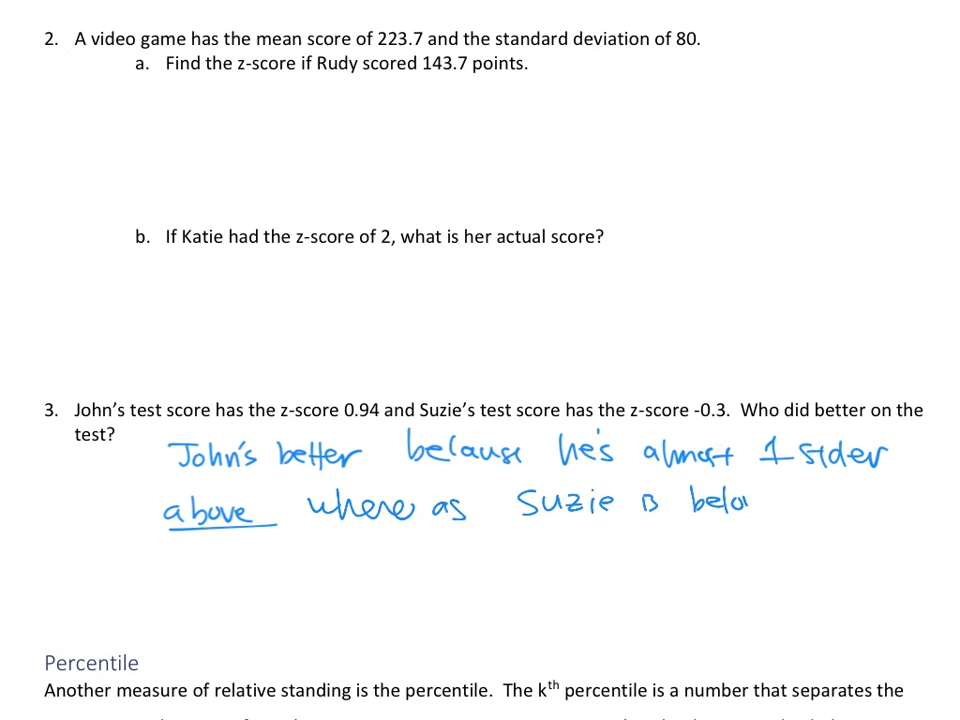 2. A video game has the mean score of 223.7 and the standard deviation of 80.
a. Find the z-score if Rudy scored 143.7 points.
b. If Katie had the z-score of 2, what is her actual score?
3. John's test score has the z-score 0.94 and Suzie's test score has the z-score -0.3. Who did better on the
test?
John's better because he's almost 1 stdev
above where as Suzie is belo
Percentile
Another measure of relative standing is the percentile. The kth percentile is a number that separates the